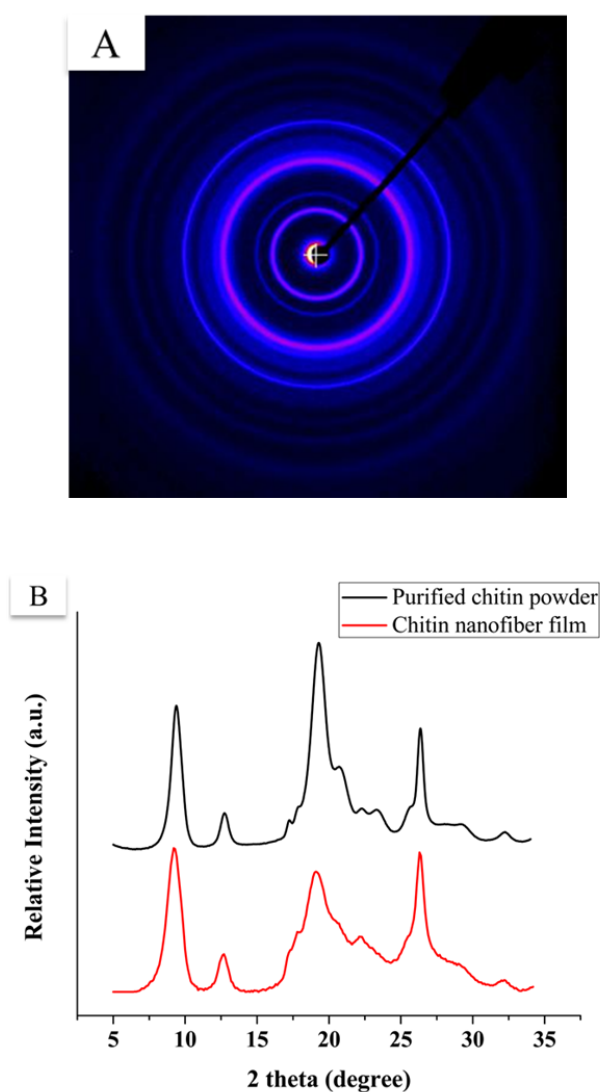 A
B
Purified chitin powder
Chitin nanofiber film
Relative Intensity (a.u.)
5 10 15 20 25 30 35
2 theta (degree)